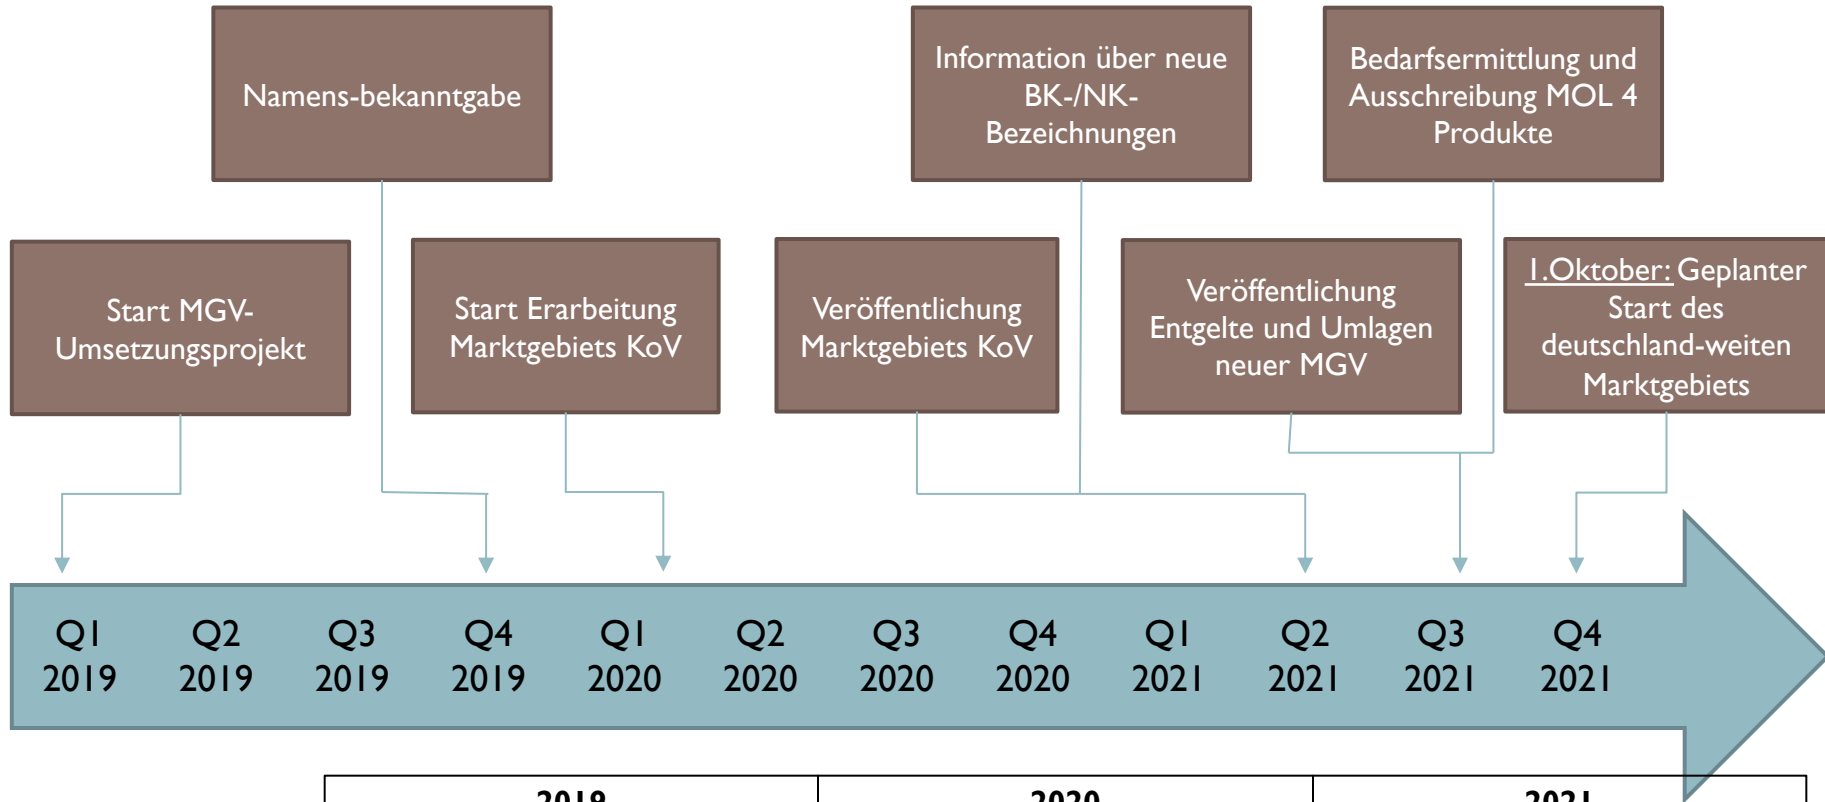 Namens-bekanntgabe
Information über neue
BK-/NK-
Bezeichnungen
Bedarfsermittlung und
Ausschreibung MOL 4
Produkte
Start MGV-
Umsetzungsprojekt
Start Erarbeitung
Marktgebiets KoV
Veröffentlichung
Marktgebiets KoV
Veröffentlichung
Entgelte und Umlagen
neuer MGV
1.Oktober: Geplanter
Start des
deutschland-weiten
Marktgebiets
Q1 Q2 Q3 Q4 Q1 Q2 Q3 Q4 Q1 Q2 Q3 Q4
2019 2019 2019 2019 2020 2020 2020 2020 2021 2021 2021 2021
2019 2020 2021